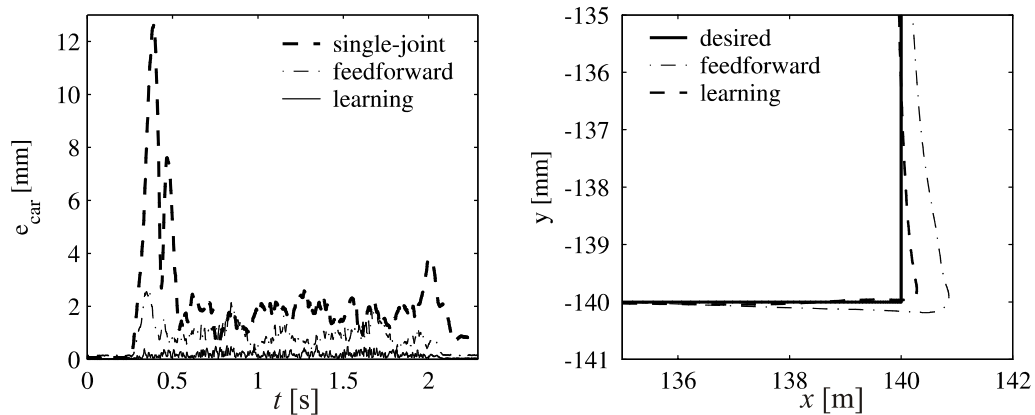 12
10
8
6
4
2
0
e_car [mm]
single-joint
feedforward
learning
0
0.5
1
1.5
2
t [s]
-135
-136
-137
-138
-139
-140
-141
y [mm]
desired
feedforward
learning
136
138
140
142
x [m]